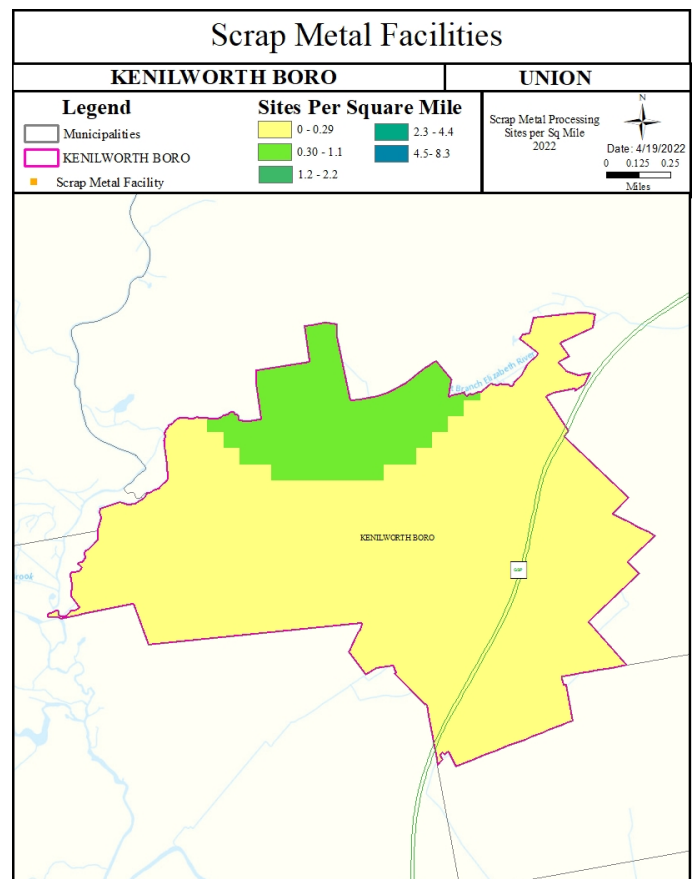 Scrap Metal Facilities
KENILWORTH BORO
UNION
Legend
Municipalities
KENILWORTH BORO
Scrap Metal Facility
Sites Per Square Mile
0 - 0.29
0.30 - 1.1
1.2 - 2.2
2.3 - 4.4
4.5- 8.3
Scrap Metal Processing
Sites per Sq Mile
2022
N
Date: 4/19/2022
0 0.125 0.25
Miles
Branch Elizabeth River
KENILWORTH BORO